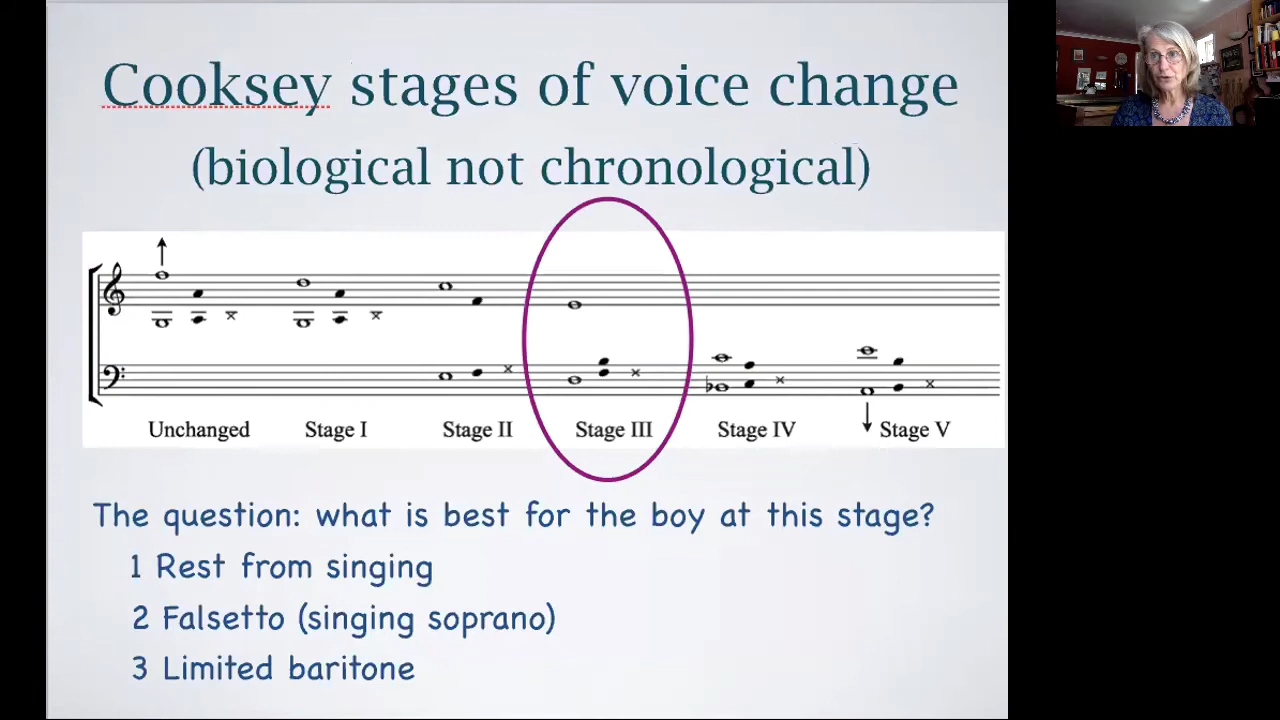 Cooksey stages of voice change
(biological not chronological)
Unchanged Stage I Stage II Stage III Stage IV Stage V
The question: what is best for the boy at this stage?
1 Rest from singing
2 Falsetto (singing soprano)
3 Limited baritone